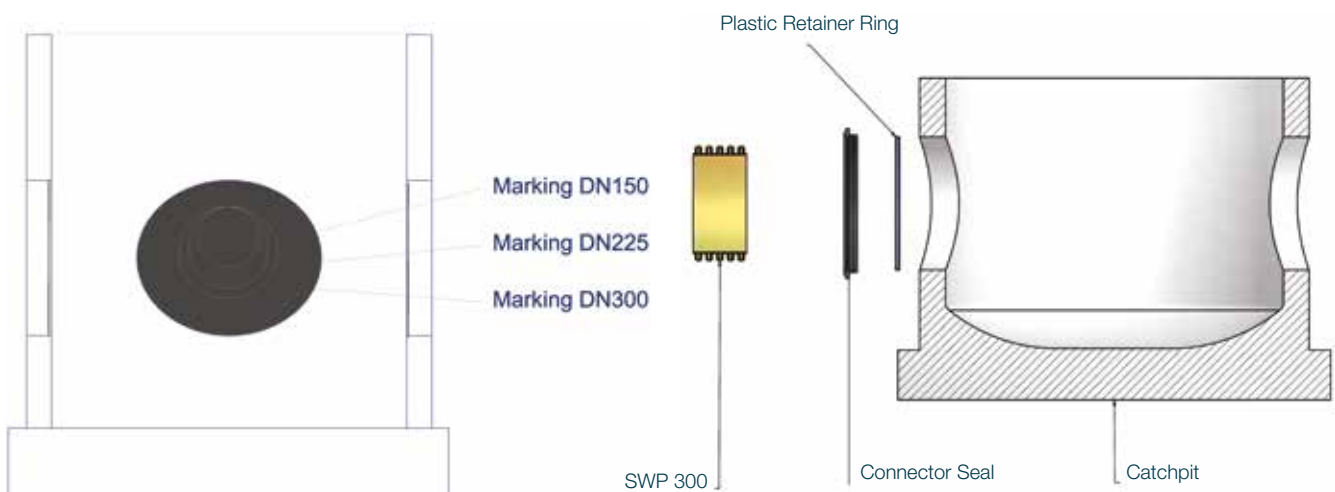 Plastic Retainer Ring
Marking DN150
Marking DN225
Marking DN300
SWP 300
Connector Seal
Catchpit